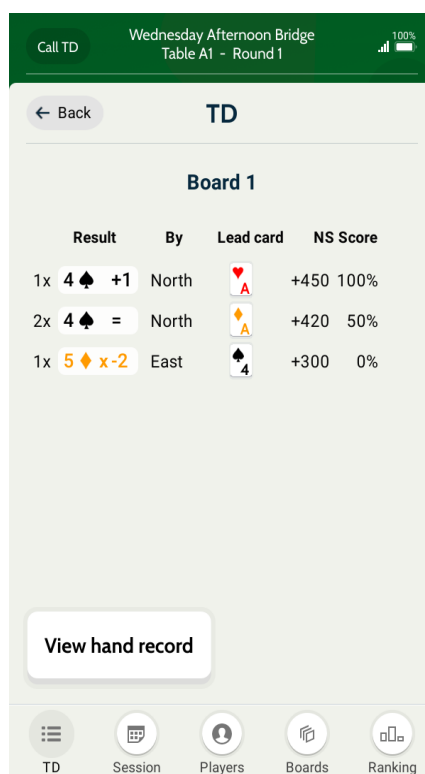 Call TD
Wednesday Afternoon Bridge
Table A1 - Round 1
100%
← Back
TD
Board 1
Result By Lead card NS Score
1x 4 ♠ +1 North ♥ A +450 100%
2x 4 ♠ = North ♦ A +420 50%
1x 5 ♦ x -2 East ♠ 4 +300 0%
View hand record
TD Session Players Boards Ranking